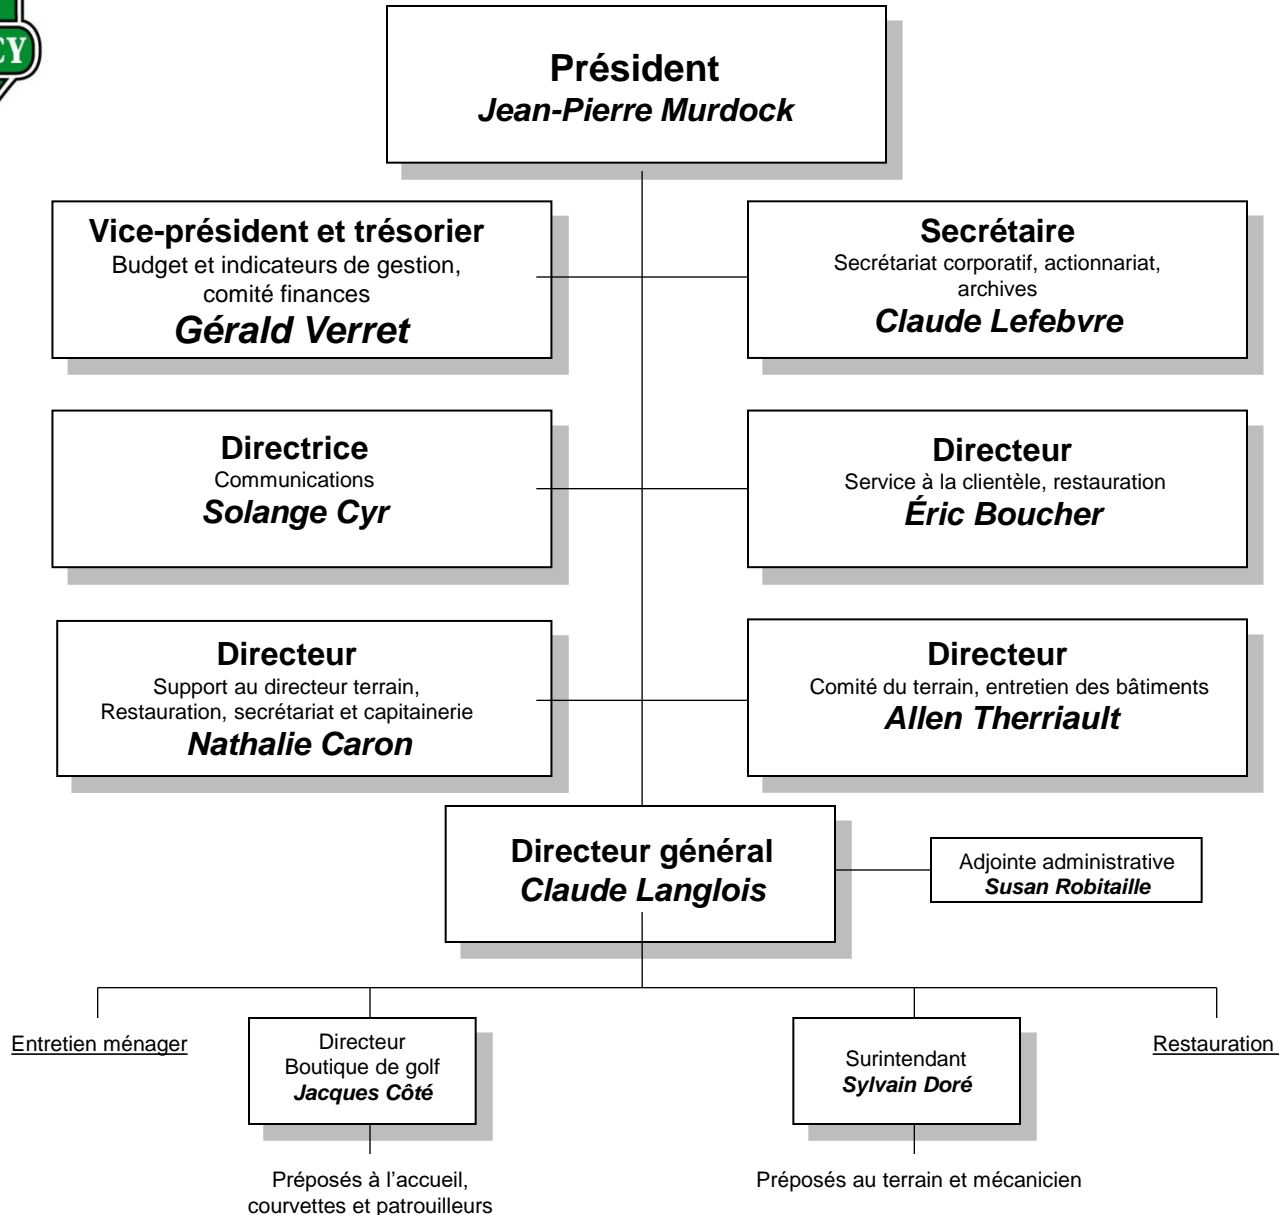 CY
Président
Jean-Pierre Murdock
Vice-président et trésorier
Budget et indicateurs de gestion,
comité finances
Gérald Verret
Secrétaire
Secrétariat corporatif, actionnariat,
archives
Claude Lefebvre
Directrice
Communications
Solange Cyr
Directeur
Service à la clientèle, restauration
Éric Boucher
Directeur
Support au directeur terrain,
Restauration, secrétariat et capitainerie
Nathalie Caron
Directeur
Comité du terrain, entretien des bâtiments
Allen Therriault
Directeur général
Claude Langlois
Adjointe administrative
Susan Robitaille
Entretien ménager
Directeur
Boutique de golf
Jacques Côté
Surintendant
Sylvain Doré
Restauration
Préposés à l'accueil,
courvettes et patrouilleurs
Préposés au terrain et mécanicien